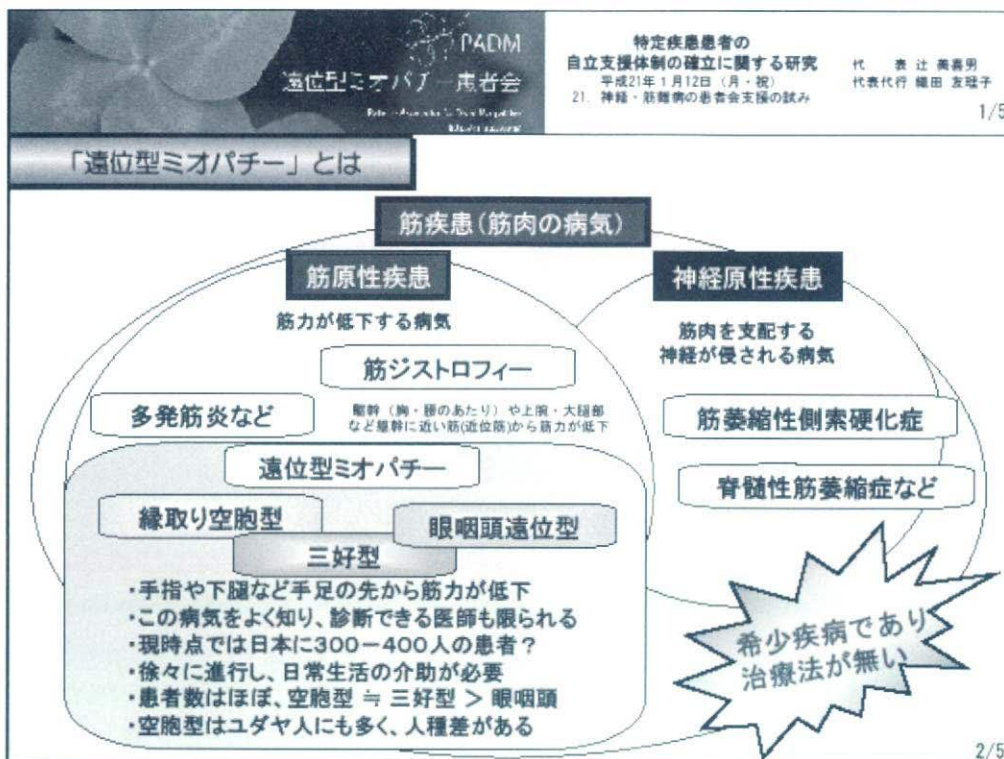 PADM
遠位型ミオパチー患者会
特定疾患患者の
自立支援体制の確立に関する研究
平成21年1月12日（月・祝）
21. 神経・筋難病の患者会支援の試み
代　表 辻 美喜男
代表代行 織田 友理子
1/5
「遠位型ミオパチー」とは
筋疾患（筋肉の病気）
筋原性疾患
筋力が低下する病気
筋ジストロフィー
躯幹（胸・腰のあたり）や上腕・大腿部
など躯幹に近い筋(近位筋)から筋力が低下
多発筋炎など
神経原性疾患
筋肉を支配する
神経が侵される病気
筋萎縮性側索硬化症
脊髄性筋萎縮症など
遠位型ミオパチー
縁取り空胞型
眼咽頭遠位型
三好型
・手指や下腿など手足の先から筋力が低下
・この病気をよく知り、診断できる医師も限られる
・現時点では日本に300－400人の患者？
・徐々に進行し、日常生活の介助が必要
・患者数はほぼ、空胞型 ≒ 三好型 ＞ 眼咽頭
・空胞型はユダヤ人にも多く、人種差がある
希少疾病であり
治療法が無い
2/5